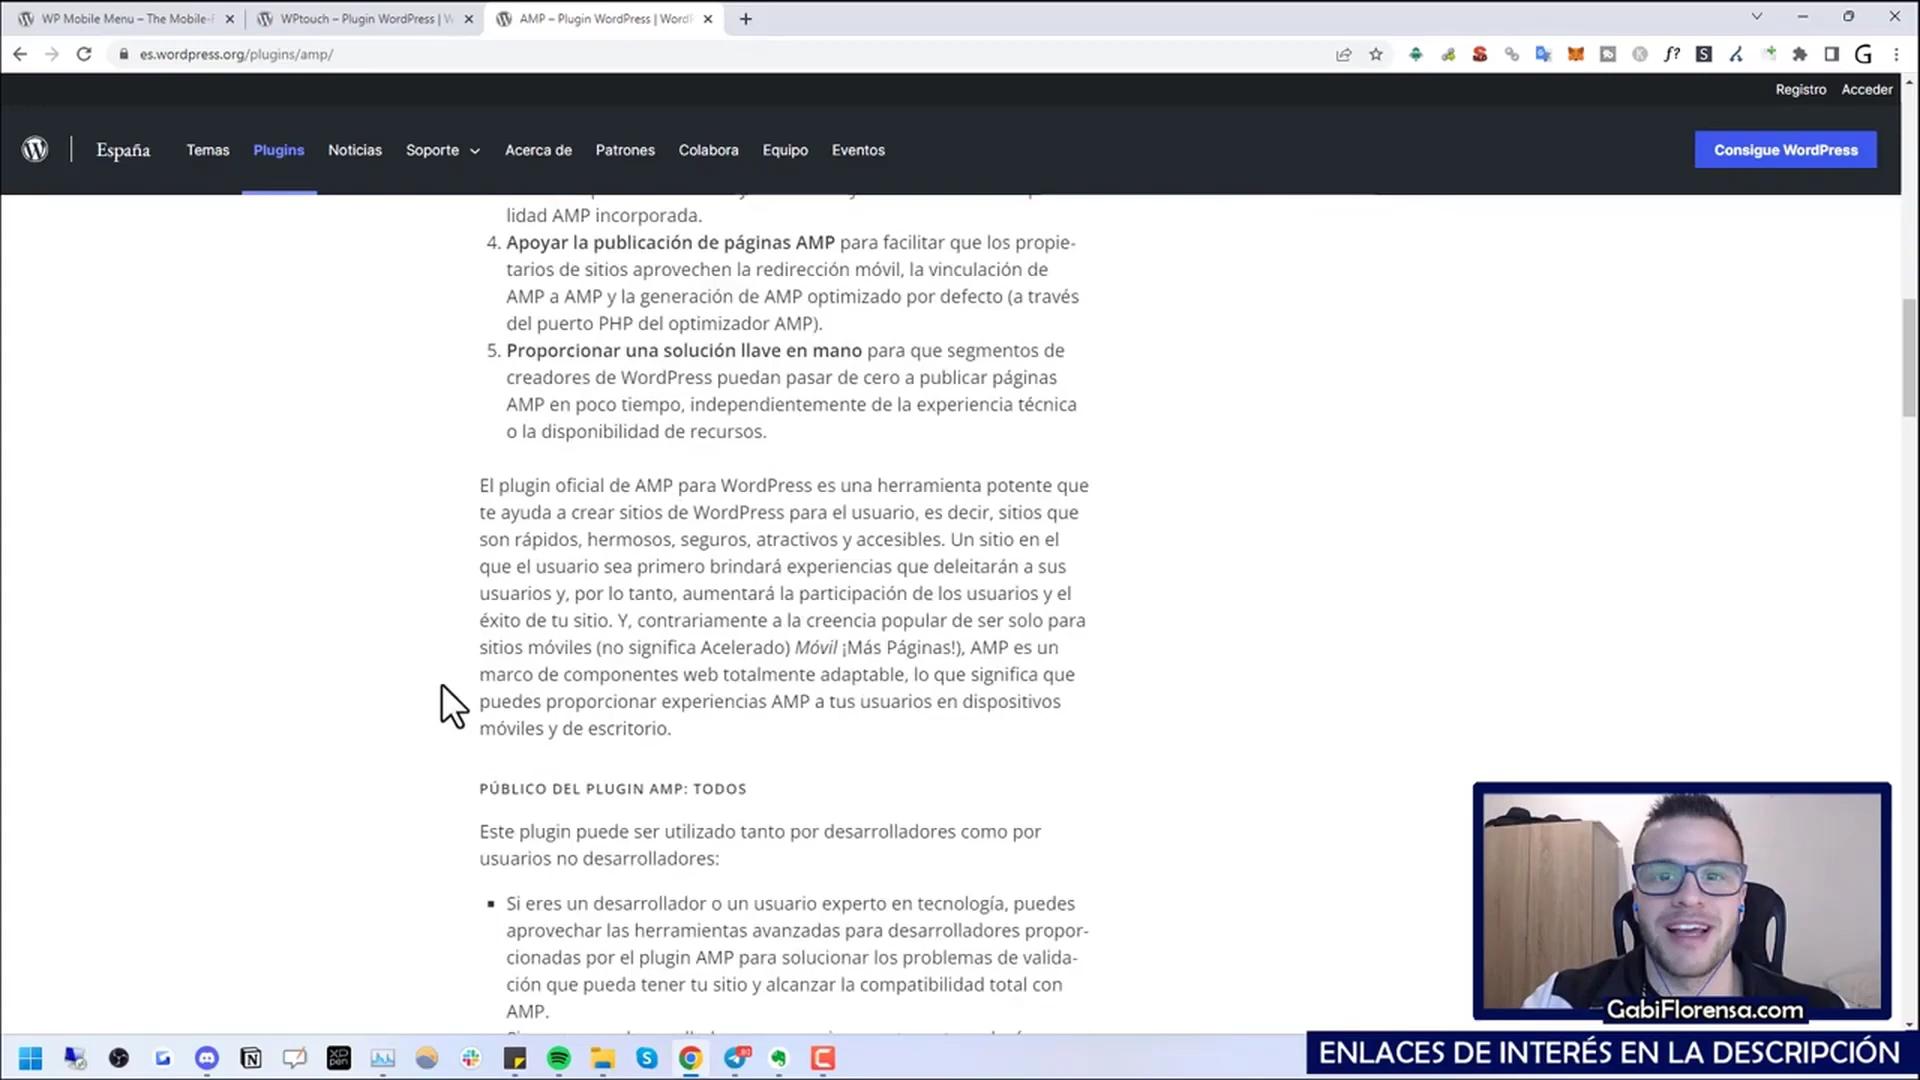 WP Mobile Menu – The Mobile-F
WPtouch – Plugin WordPress | W
AMP – Plugin WordPress | Word
es.wordpress.org/plugins/amp/
Registro Acceder
España Temas Plugins Noticias Soporte Acerca de Patrones Colabora Equipo Eventos Consigue WordPress
lidad AMP incorporada.
4. Apoyar la publicación de páginas AMP para facilitar que los propie-
tarios de sitios aprovechen la redirección móvil, la vinculación de
AMP a AMP y la generación de AMP optimizado por defecto (a través
del puerto PHP del optimizador AMP).
5. Proporcionar una solución llave en mano para que segmentos de
creadores de WordPress puedan pasar de cero a publicar páginas
AMP en poco tiempo, independientemente de la experiencia técnica
o la disponibilidad de recursos.
El plugin oficial de AMP para WordPress es una herramienta potente que
te ayuda a crear sitios de WordPress para el usuario, es decir, sitios que
son rápidos, hermosos, seguros, atractivos y accesibles. Un sitio en el
que el usuario sea primero brindará experiencias que deleitarán a sus
usuarios y, por lo tanto, aumentará la participación de los usuarios y el
éxito de tu sitio. Y, contrariamente a la creencia popular de ser solo para
sitios móviles (no significa Acelerado) Móvil ¡Más Páginas!), AMP es un
marco de componentes web totalmente adaptable, lo que significa que
puedes proporcionar experiencias AMP a tus usuarios en dispositivos
móviles y de escritorio.
PÚBLICO DEL PLUGIN AMP: TODOS
Este plugin puede ser utilizado tanto por desarrolladores como por
usuarios no desarrolladores:
▪ Si eres un desarrollador o un usuario experto en tecnología, puedes
aprovechar las herramientas avanzadas para desarrolladores propor-
cionadas por el plugin AMP para solucionar los problemas de valida-
ción que pueda tener tu sitio y alcanzar la compatibilidad total con
AMP.
GabiFlorensa.com
ENLACES DE INTERÉS EN LA DESCRIPCIÓN